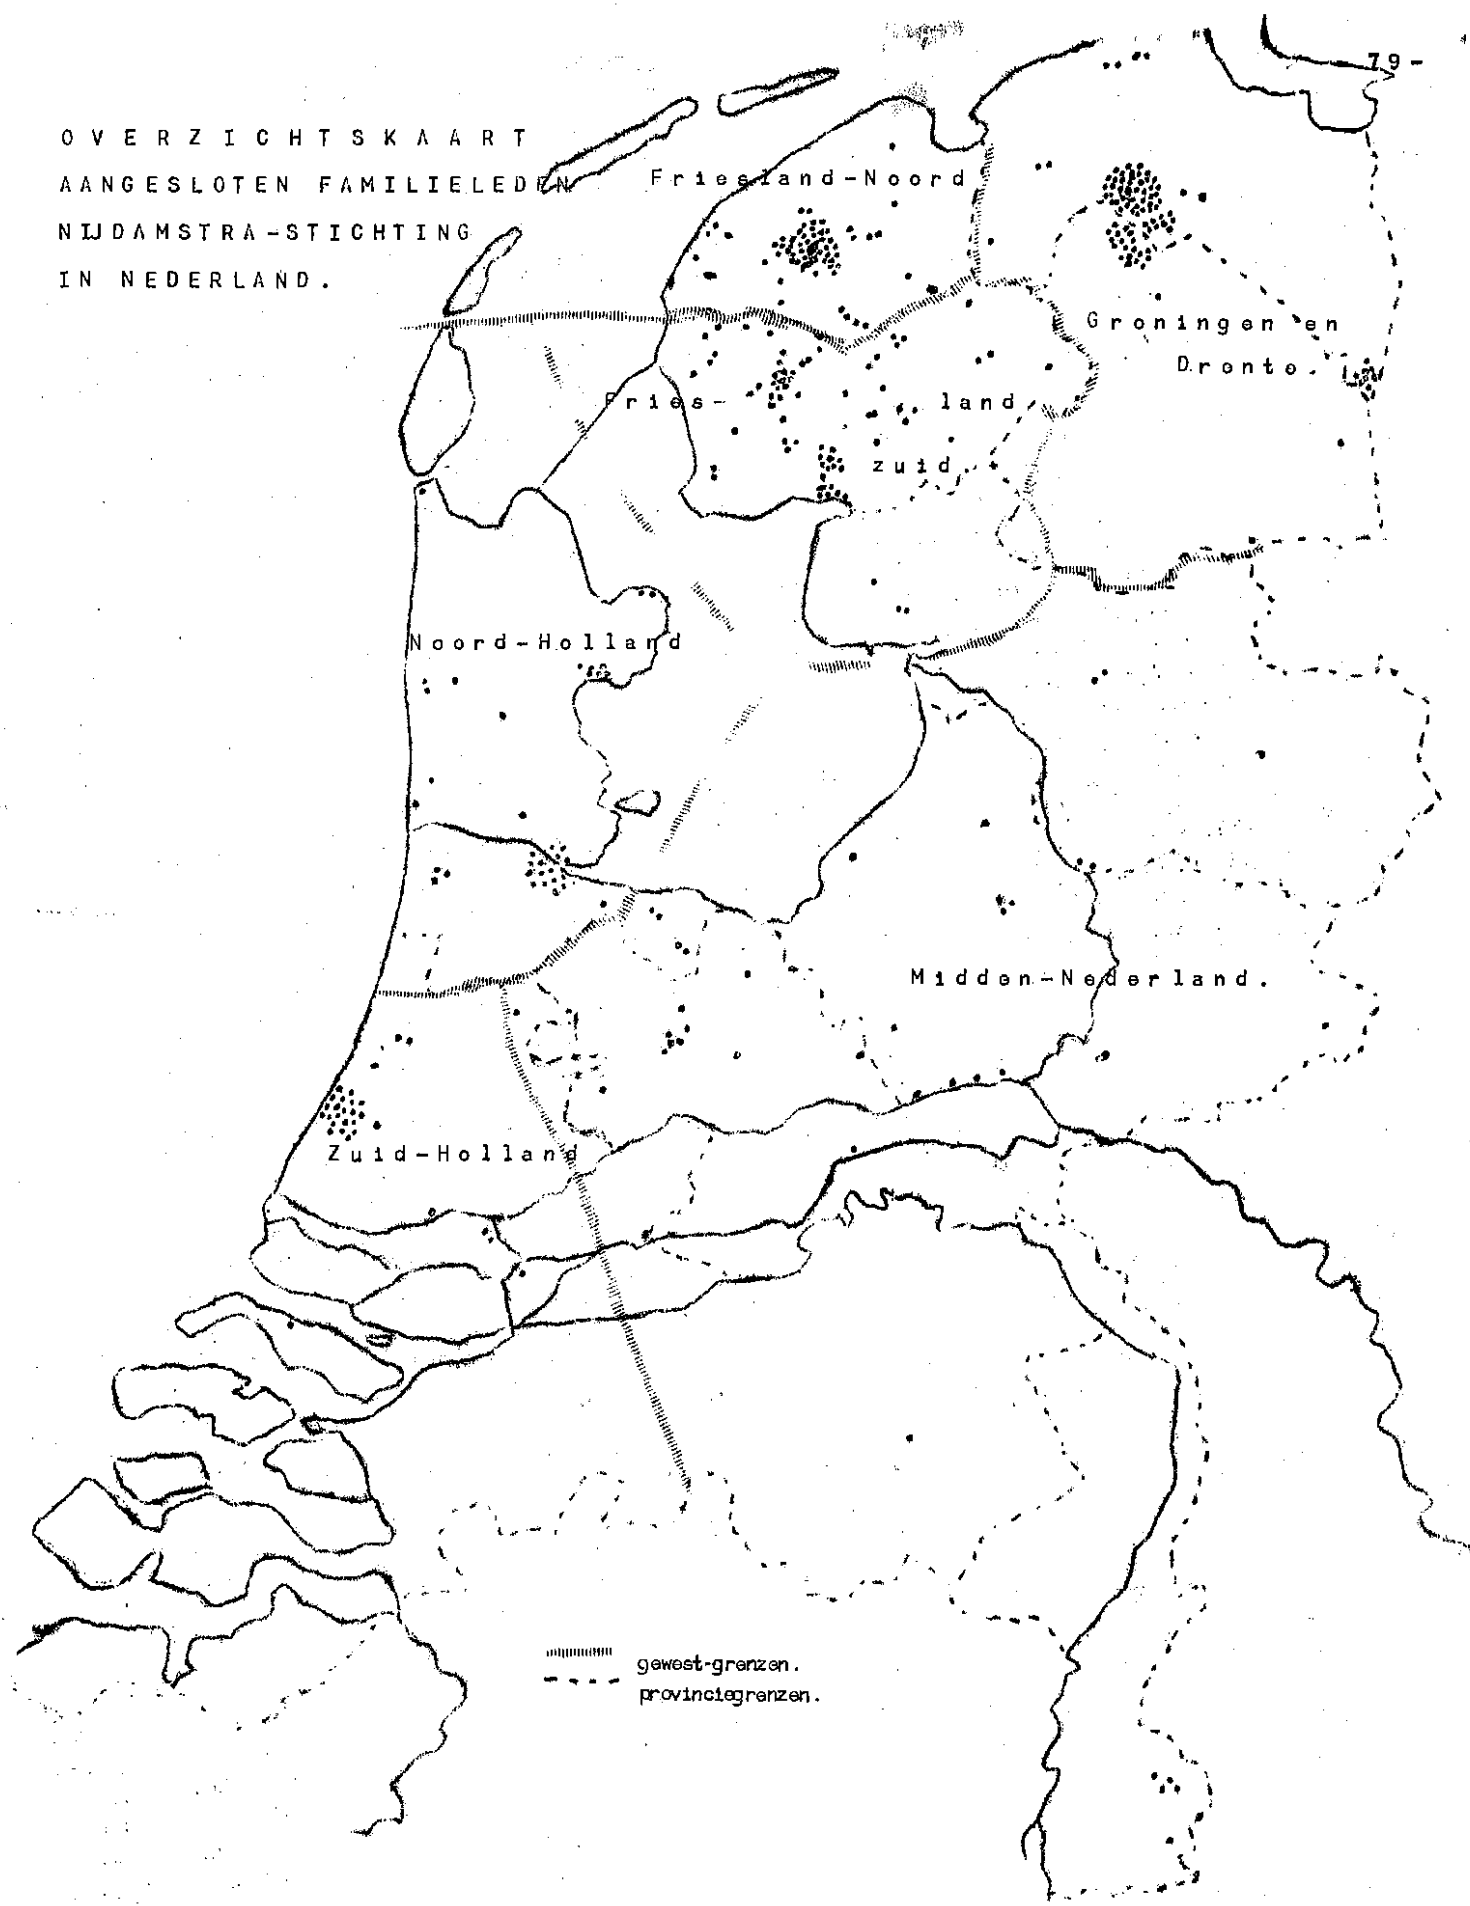 79-
OVERZICHTSKAART
AANGESLOTEN FAMILIELEDEN
NIJDAMSTRA-STICHTING
IN NEDERLAND.
Friesland-Noord
Groningen en
Drente.
Fries- land
zuid
Noord-Holland
Midden-Nederland.
Zuid-Holland
gewest-grenzen.
provinciegrenzen.